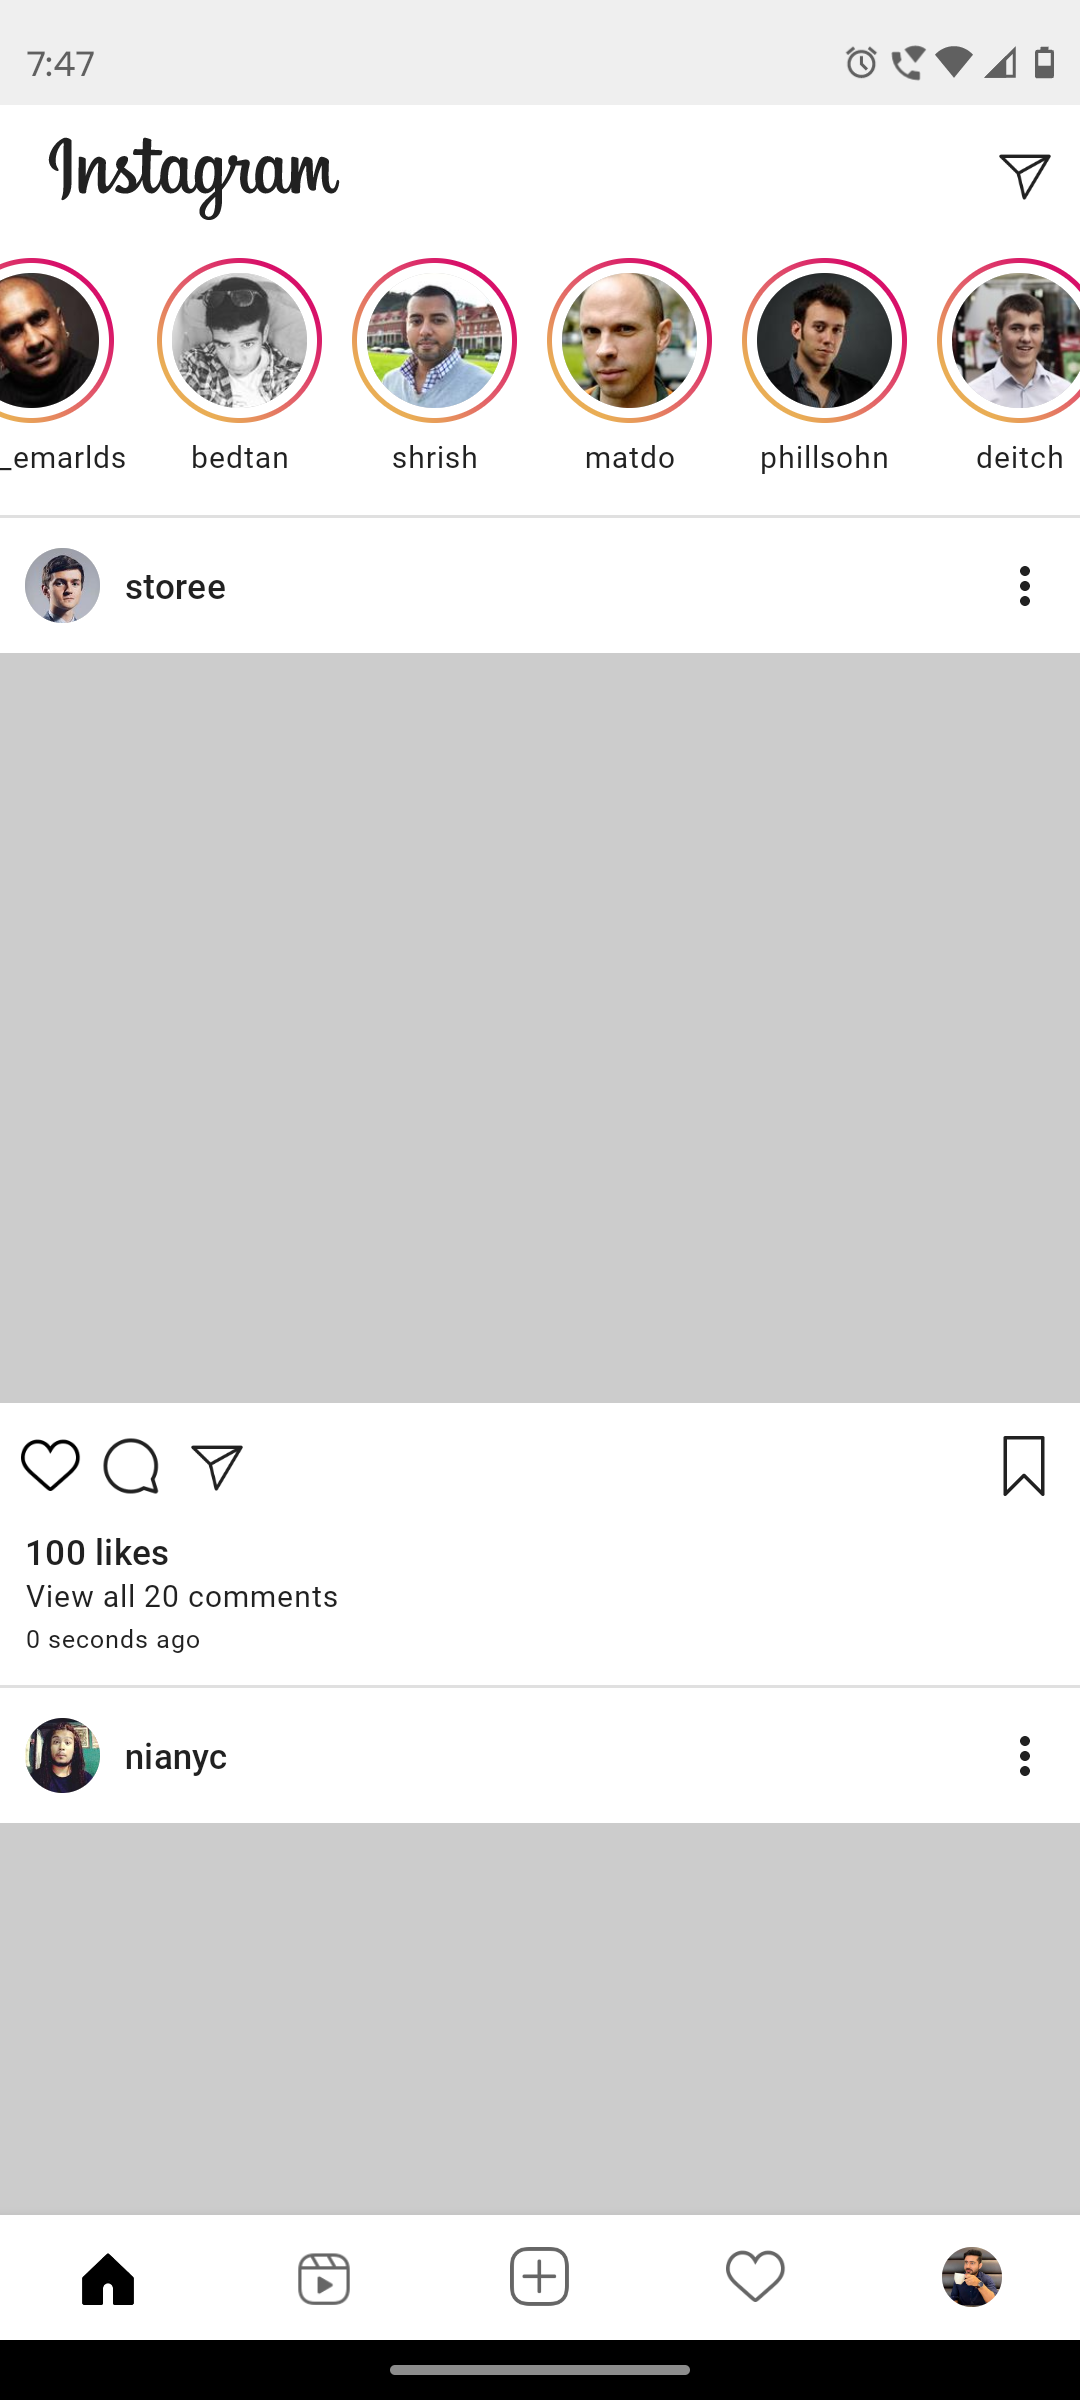 7:47
Instagram
_emarlds bedtan shrish matdo phillsohn deitch
storee
100 likes
View all 20 comments
0 seconds ago
nianyc